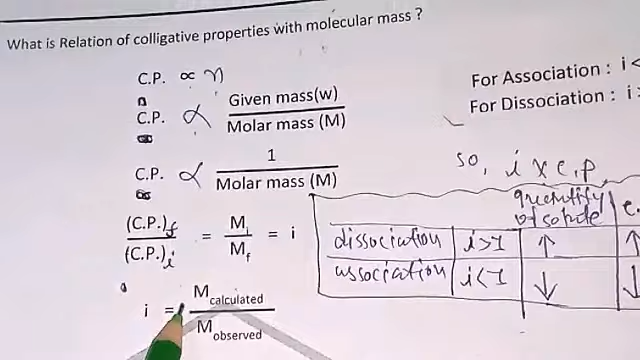 What is Relation of colligative properties with molecular mass ?
C.P. ∝ n
C.P. ∝ Given mass(w) / Molar mass (M)
C.P. ∝ 1 / Molar mass (M)
(C.P.)f / (C.P.)i = Mi / Mf = i
i = Mcalculated / Mobserved
For Association : i <
For Dissociation : i >
so, i ∝ C.P.
quantity of solute
dissociation i>1 ↑ ↑
association i<1 ↓ ↓